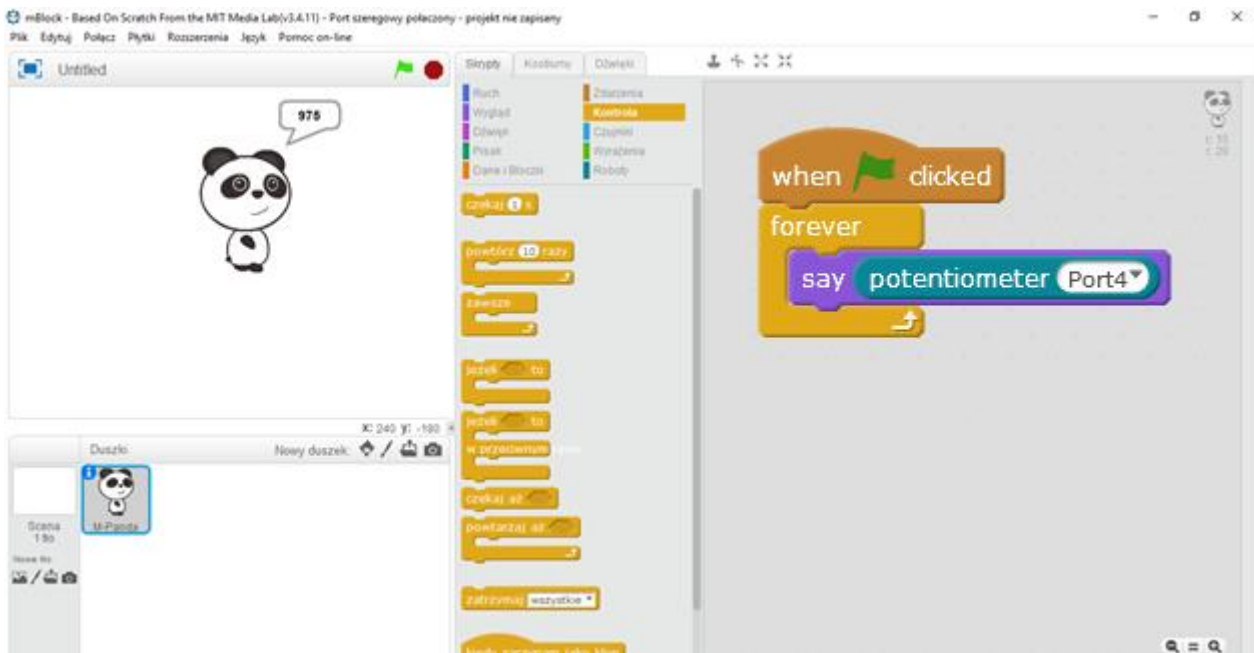 mBlock - Based On Scratch From the MIT Media Lab(v3.4.11) - Port szeregowy połączony - projekt nie zapisany
Plik Edytuj Połącz Płytki Rozszerzenia Język Pomoc on-line
Untitled
975
X: 240 y: -180
Duszki
Nowy duszek:
Scena
1 tło
M-Panda
Nowe tło
Skrypty Kostiumy Dźwięki
Ruch Zdarzenia
Wygląd Kontrola
Dźwięk Czujniki
Pisak Wyrażenia
Dane i Bloczki Roboty
czekaj 1 s
powtórz 10 razy
zawsze
jeżeli to
jeżeli to
w przeciwnym
czekaj aż
powtarzaj aż
zatrzymaj wszystkie
when clicked
forever
say potentiometer Port4